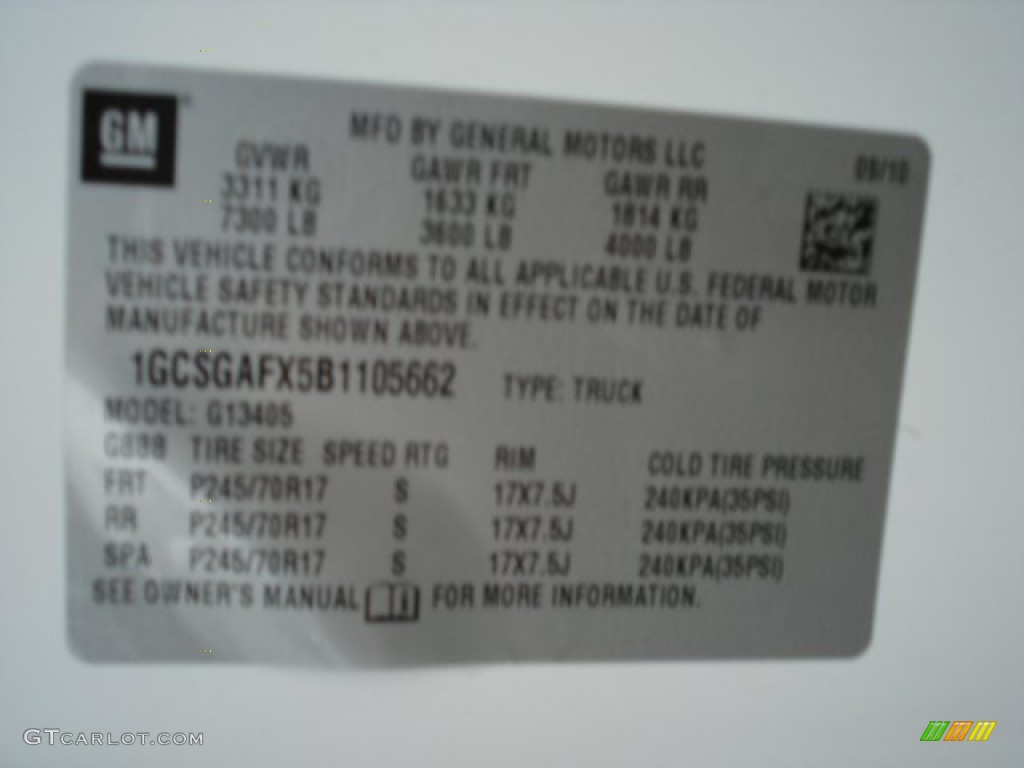 GM
MFD BY GENERAL MOTORS LLC
09/10
GVWR GAWR FRT GAWR RR
3311 KG 1633 KG 1814 KG
7300 LB 3600 LB 4000 LB
THIS VEHICLE CONFORMS TO ALL APPLICABLE U.S. FEDERAL MOTOR
VEHICLE SAFETY STANDARDS IN EFFECT ON THE DATE OF
MANUFACTURE SHOWN ABOVE.
1GCSGAFX5B1105662 TYPE: TRUCK
MODEL: G13405
TIRE SIZE SPEED RTG RIM COLD TIRE PRESSURE
FRT P245/70R17 S 17X7.5J 240KPA(35PSI)
RR P245/70R17 S 17X7.5J 240KPA(35PSI)
SPA P245/70R17 S 17X7.5J 240KPA(35PSI)
SEE OWNER'S MANUAL FOR MORE INFORMATION.
GTCARLOT.COM